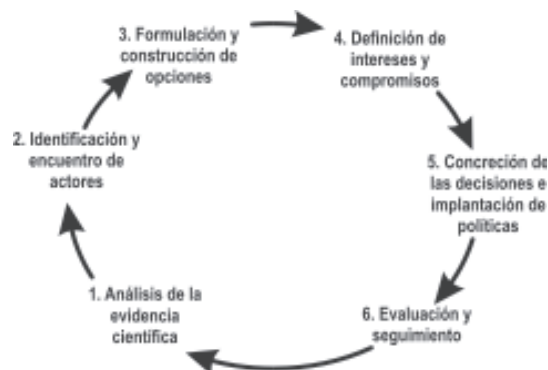 3. Formulación y
construcción de
opciones
4. Definición de
intereses y
compromisos
2. Identificación y
encuentro de
actores
5. Concreción de
las decisiones e
implantación de
políticas
1. Análisis de la
evidencia
científica
6. Evaluación y
seguimiento